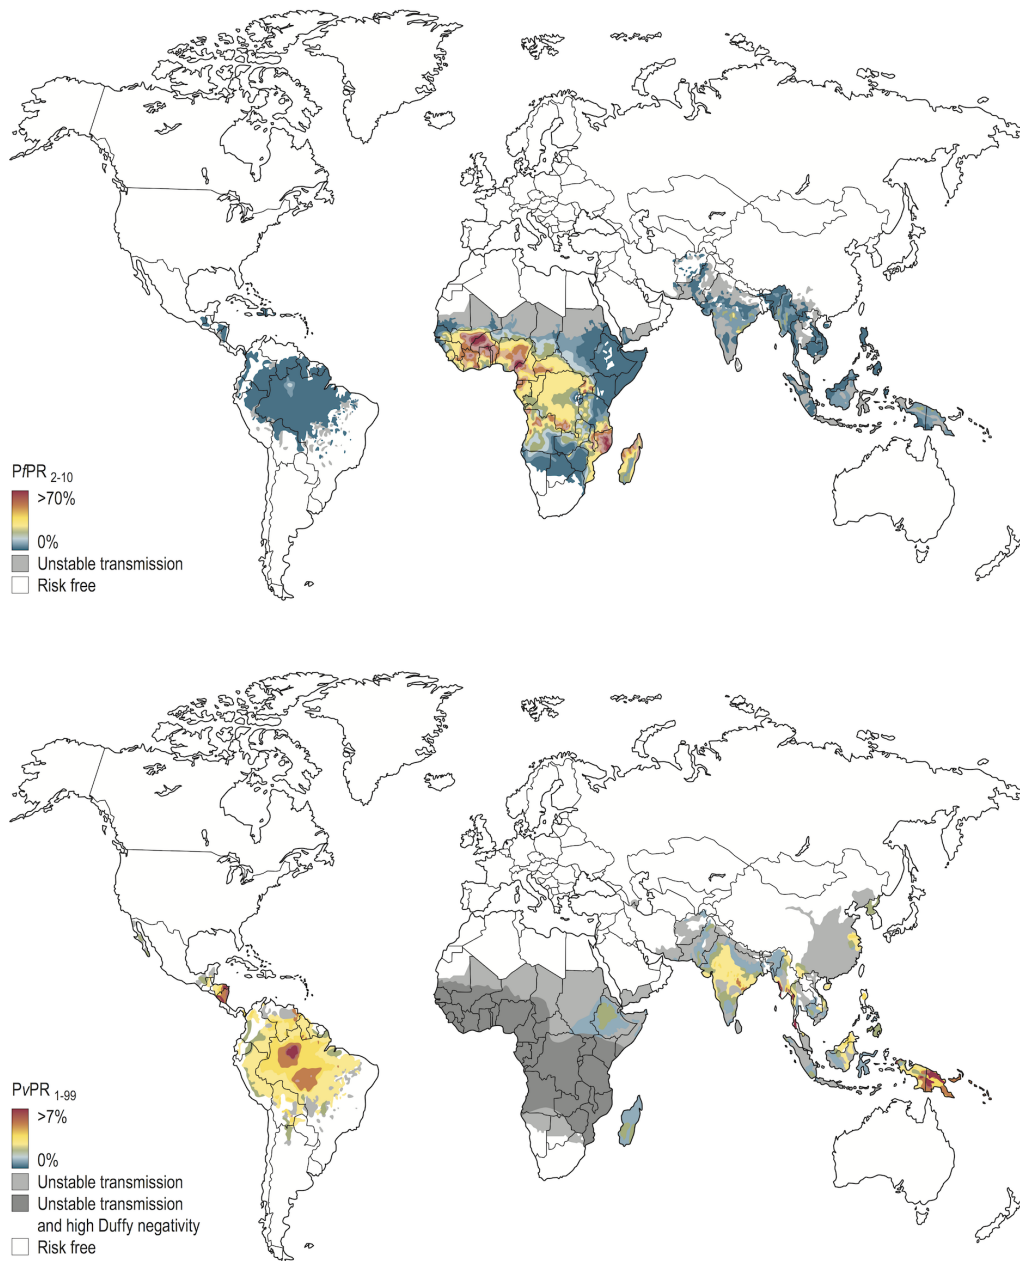 PfPR 2-10
>70%
0%
Unstable transmission
Risk free
PvPR 1-99
>7%
0%
Unstable transmission
Unstable transmission
and high Duffy negativity
Risk free